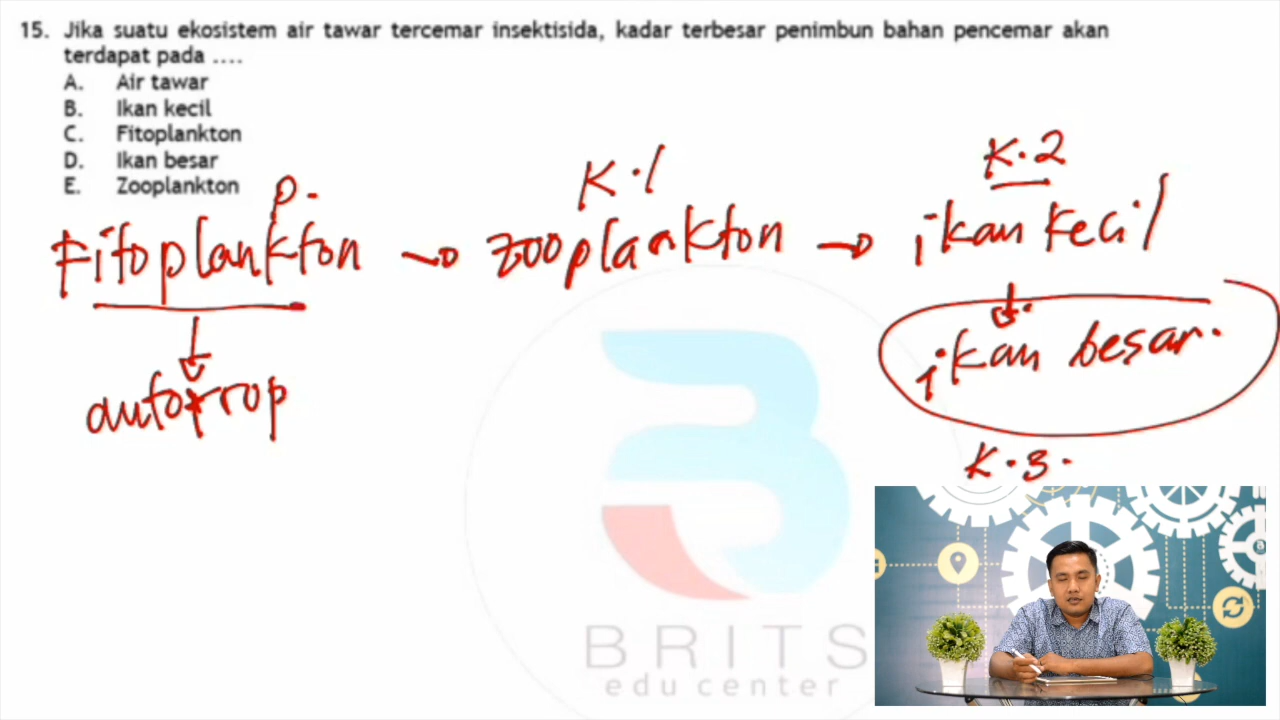 15. Jika suatu ekosistem air tawar tercemar insektisida, kadar terbesar penimbun bahan pencemar akan
terdapat pada ....
A. Air tawar
B. Ikan kecil
C. Fitoplankton
D. Ikan besar
E. Zooplankton
P.
K.1
K.2
Fitoplankton → zooplankton → ikan kecil
ikan besar.
autotrop
K.3.
BRITS
edu center